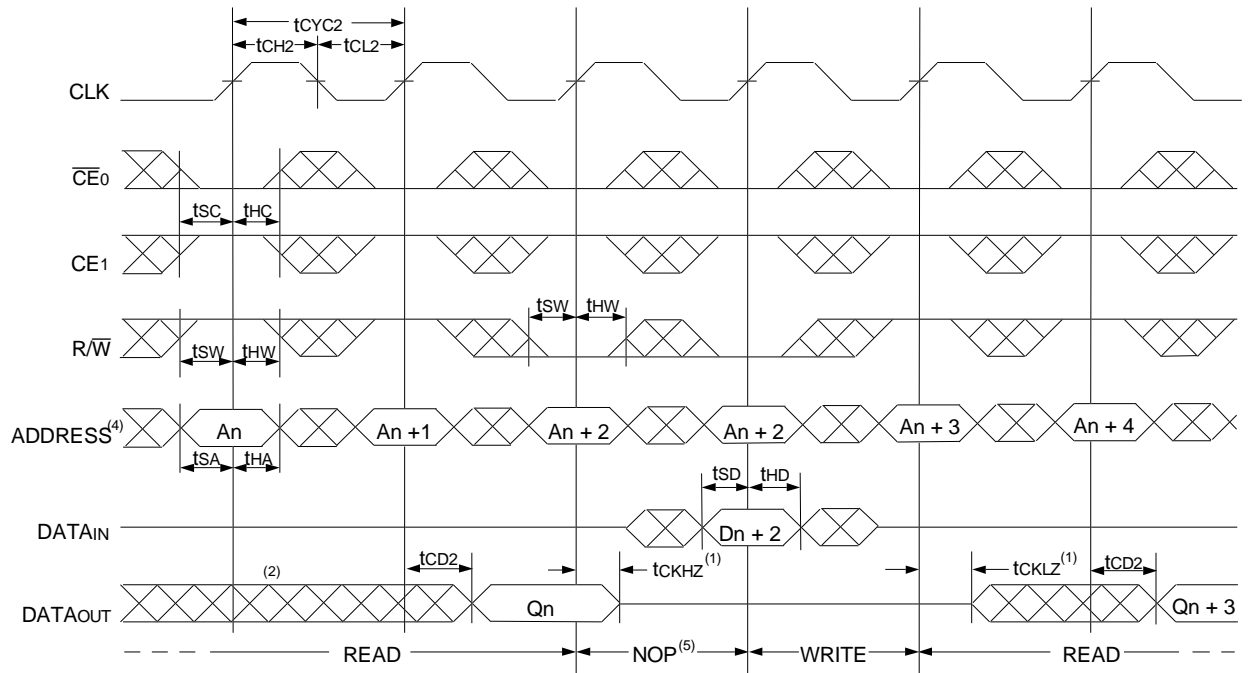 tCYC2
tCH2 tCL2
CLK
CE0
tSC tHC
CE1
tSW tHW
R/W
tSW tHW
ADDRESS(4) An An +1 An + 2 An + 2 An + 3 An + 4
tSA tHA
tSD tHD
DATAIN Dn + 2
tCD2 (2) tCKHZ(1) tCKLZ(1) tCD2
DATAOUT Qn Qn + 3
READ NOP(5) WRITE READ